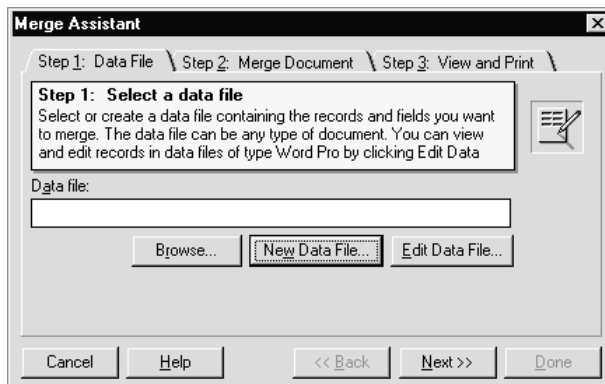 Merge Assistant
Step 1: Data File Step 2: Merge Document Step 3: View and Print
Step 1: Select a data file
Select or create a data file containing the records and fields you want
to merge. The data file can be any type of document. You can view
and edit records in data files of type Word Pro by clicking Edit Data
Data file:
Browse... New Data File... Edit Data File...
Cancel Help << Back Next >> Done